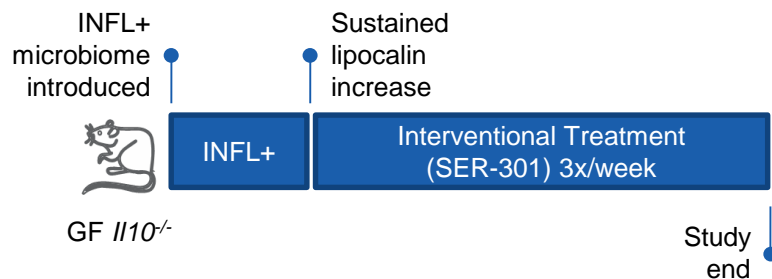 INFL+
microbiome
introduced
Sustained
lipocalin
increase
INFL+
Interventional Treatment
(SER-301) 3x/week
GF Il10-/-
Study
end